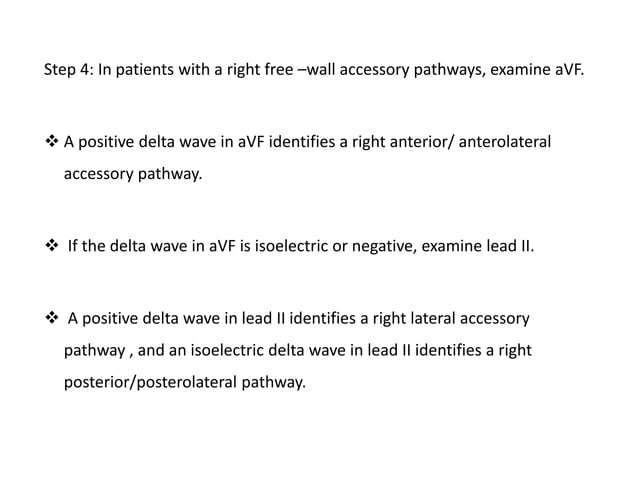 Step 4: In patients with a right free –wall accessory pathways, examine aVF.
❖ A positive delta wave in aVF identifies a right anterior/ anterolateral
accessory pathway.
❖ If the delta wave in aVF is isoelectric or negative, examine lead II.
❖ A positive delta wave in lead II identifies a right lateral accessory
pathway , and an isoelectric delta wave in lead II identifies a right
posterior/posterolateral pathway.